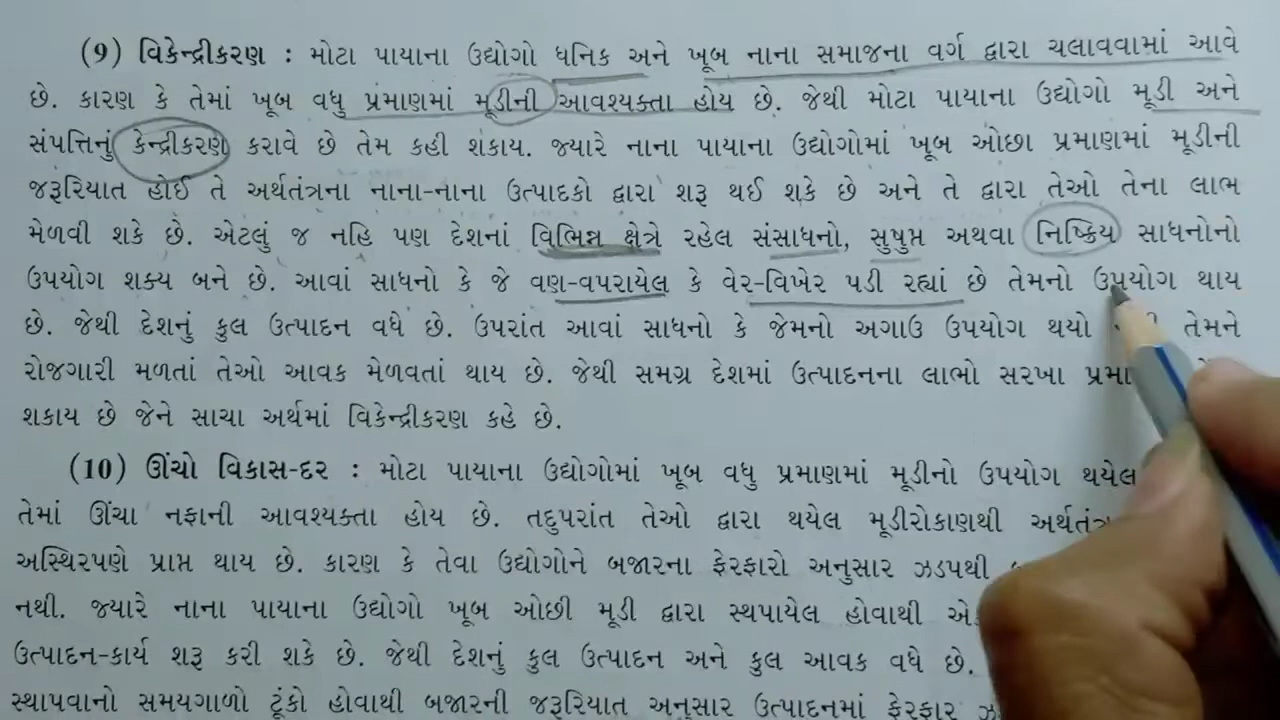 (9) વિકેન્દ્રીકરણ : મોટા પાયાના ઉદ્યોગો ધનિક અને ખૂબ નાના સમાજના વર્ગ દ્વારા ચલાવવામાં આવે
છે. કારણ કે તેમાં ખૂબ વધુ પ્રમાણમાં મૂડીની આવશ્યક્તા હોય છે. જેથી મોટા પાયાના ઉદ્યોગો મૂડી અને
સંપત્તિનું કેન્દ્રીકરણ કરાવે છે તેમ કહી શકાય. જ્યારે નાના પાયાના ઉદ્યોગોમાં ખૂબ ઓછા પ્રમાણમાં મૂડીની
જરૂરિયાત હોઈ તે અર્થતંત્રના નાના-નાના ઉત્પાદકો દ્વારા શરૂ થઈ શકે છે અને તે દ્વારા તેઓ તેના લાભ
મેળવી શકે છે. એટલું જ નહિ પણ દેશનાં વિભિન્ન ક્ષેત્રે રહેલ સંસાધનો, સુષુપ્ત અથવા નિષ્ક્રિય સાધનોનો
ઉપયોગ શક્ય બને છે. આવાં સાધનો કે જે વણ-વપરાયેલ કે વેર-વિખેર પડી રહ્યાં છે તેમનો ઉપયોગ થાય
છે. જેથી દેશનું કુલ ઉત્પાદન વધે છે. ઉપરાંત આવાં સાધનો કે જેમનો અગાઉ ઉપયોગ થયો તેમને
રોજગારી મળતાં તેઓ આવક મેળવતાં થાય છે. જેથી સમગ્ર દેશમાં ઉત્પાદનના લાભો સરખા
શકાય છે જેને સાચા અર્થમાં વિકેન્દ્રીકરણ કહે છે.
(10) ઊંચો વિકાસ-દર : મોટા પાયાના ઉદ્યોગોમાં ખૂબ વધુ પ્રમાણમાં મૂડીનો ઉપયોગ થયેલ
તેમાં ઊંચા નફાની આવશ્યકતા હોય છે. તદુપરાંત તેઓ દ્વારા થયેલ મૂડીરોકાણથી
અસ્થિરપણે પ્રાપ્ત થાય છે. કારણ કે તેવા ઉદ્યોગોને બજારના ફેરફારો અનુસાર ઝડપથી
નથી. જ્યારે નાના પાયાના ઉદ્યોગો ખૂબ ઓછી મૂડી દ્વારા સ્થપાયેલ હોવાથી
ઉત્પાદન-કાર્ય શરૂ કરી શકે છે. જેથી દેશનું કુલ ઉત્પાદન અને કુલ આવક વધે છે.
સ્થાપવાનો સમયગાળો ટૂંકો હોવાથી બજારની જરૂરિયાત અનુસાર ઉત્પાદનમાં ફેરફાર